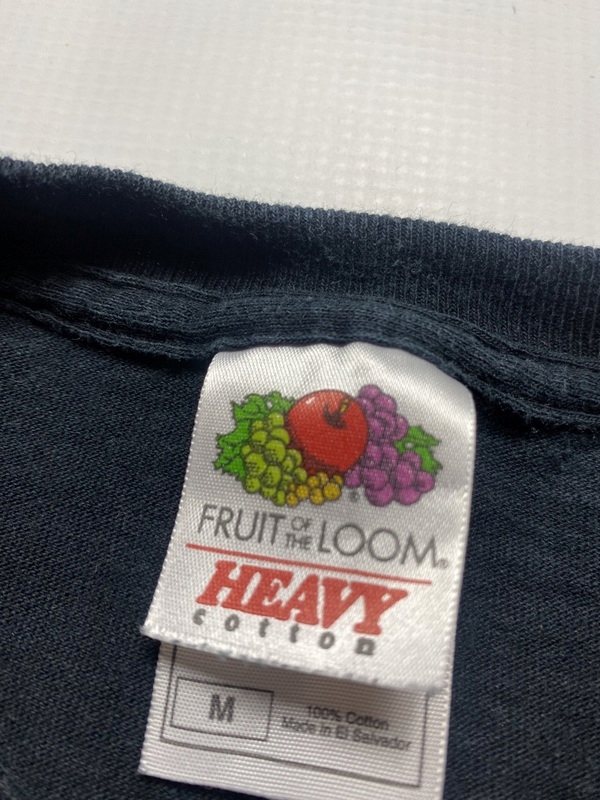 FRUIT OF THE LOOM®
HEAVY
cotton
M
100% Cotton
Made in El Salvador